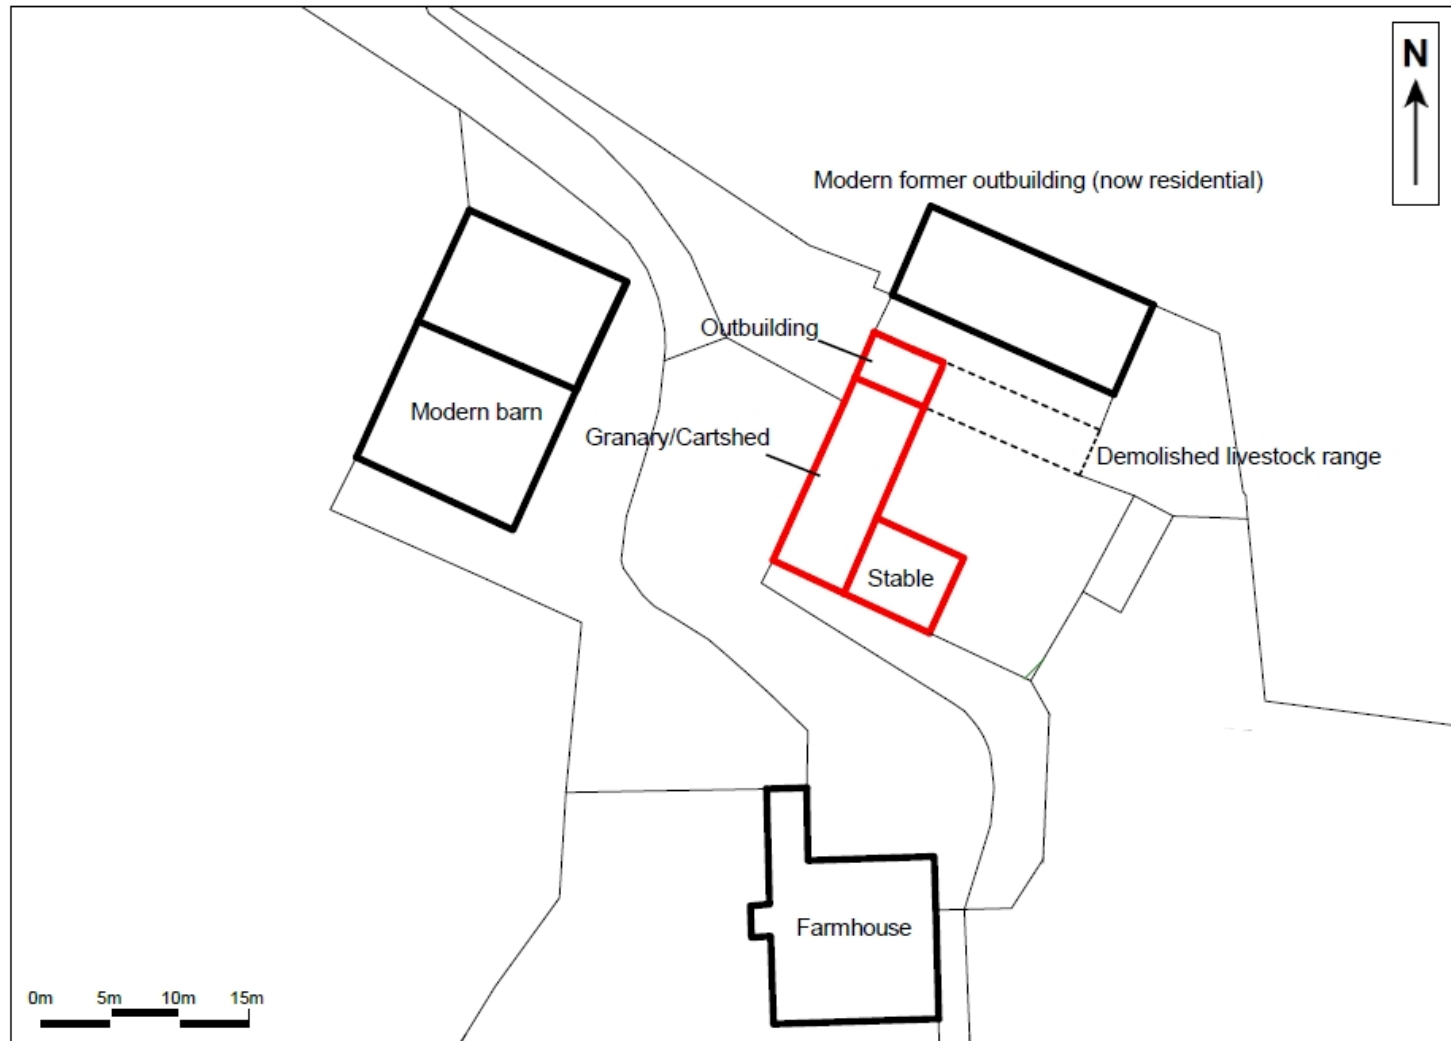 N
Modern former outbuilding (now residential)
Outbuilding
Modern barn
Granary/Cartshed
Demolished livestock range
Stable
Farmhouse
0m 5m 10m 15m